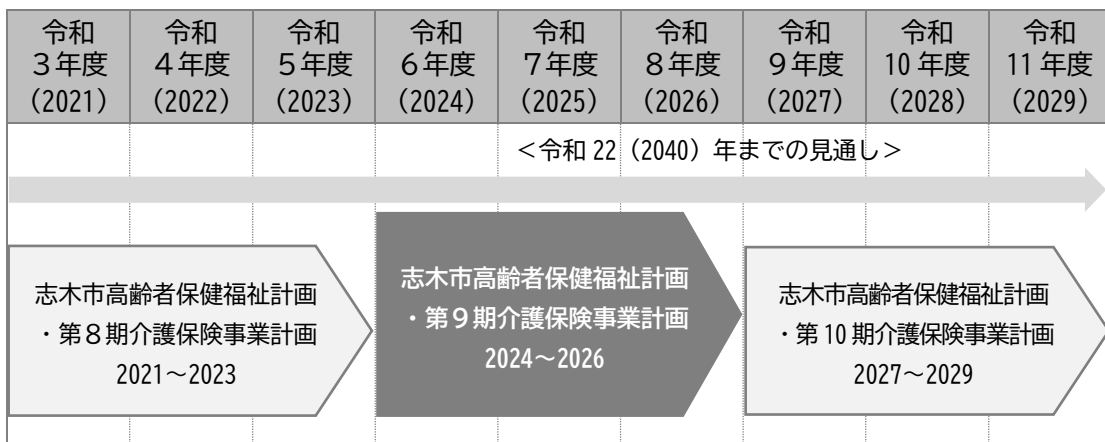 令和
３年度
（2021）
令和
４年度
（2022）
令和
５年度
（2023）
令和
６年度
（2024）
令和
７年度
（2025）
令和
８年度
（2026）
令和
９年度
（2027）
令和
10 年度
（2028）
令和
11 年度
（2029）
＜令和 22（2040）年までの見通し＞
志木市高齢者保健福祉計画
・第８期介護保険事業計画
2021～2023
志木市高齢者保健福祉計画
・第９期介護保険事業計画
2024～2026
志木市高齢者保健福祉計画
・第 10 期介護保険事業計画
2027～2029